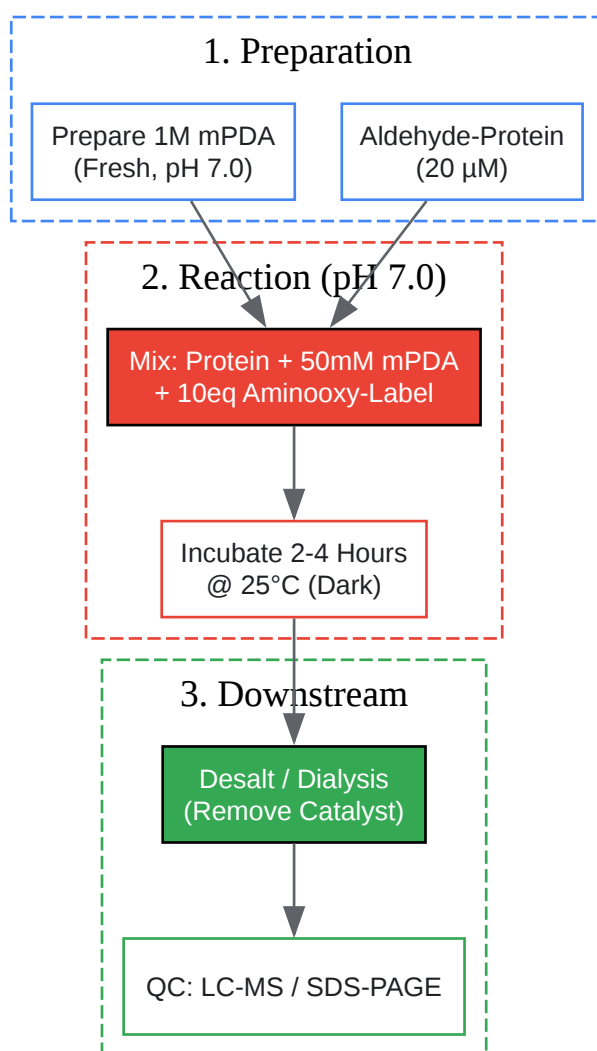 1. Preparation
Prepare 1M mPDA
(Fresh, pH 7.0)
Aldehyde-Protein
(20 µM)
2. Reaction (pH 7.0)
Mix: Protein + 50mM mPDA
+ 10eq Aminooxy-Label
Incubate 2-4 Hours
@ 25°C (Dark)
3. Downstream
Desalt / Dialysis
(Remove Catalyst)
QC: LC-MS / SDS-PAGE